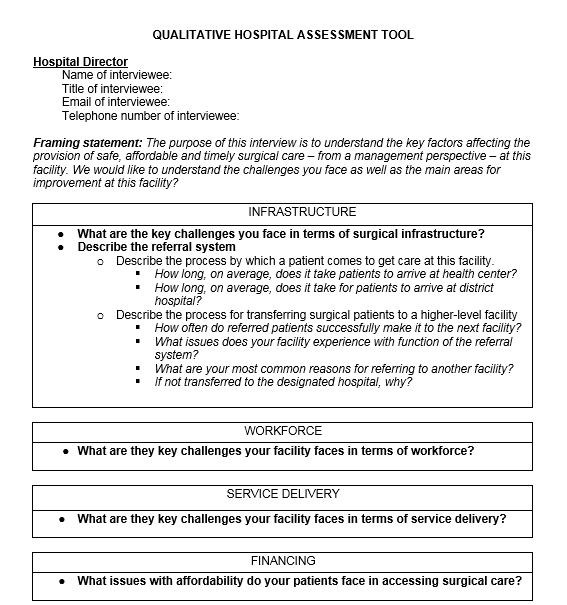 QUALITATIVE HOSPITAL ASSESSMENT TOOL
Hospital Director
Name of interviewee:
Title of interviewee:
Email of interviewee:
Telephone number of interviewee:
Framing statement: The purpose of this interview is to understand the key factors affecting the
provision of safe, affordable and timely surgical care – from a management perspective – at this
facility. We would like to understand the challenges you face as well as the main areas for
improvement at this facility?
INFRASTRUCTURE
● What are the key challenges you face in terms of surgical infrastructure?
● Describe the referral system
o Describe the process by which a patient comes to get care at this facility.
▪ How long, on average, does it take patients to arrive at health center?
▪ How long, on average, does it take for patients to arrive at district
hospital?
o Describe the process for transferring surgical patients to a higher-level facility
▪ How often do referred patients successfully make it to the next facility?
▪ What issues does your facility experience with function of the referral
system?
▪ What are your most common reasons for referring to another facility?
▪ If not transferred to the designated hospital, why?
WORKFORCE
● What are they key challenges your facility faces in terms of workforce?
SERVICE DELIVERY
● What are they key challenges your facility faces in terms of service delivery?
FINANCING
● What issues with affordability do your patients face in accessing surgical care?